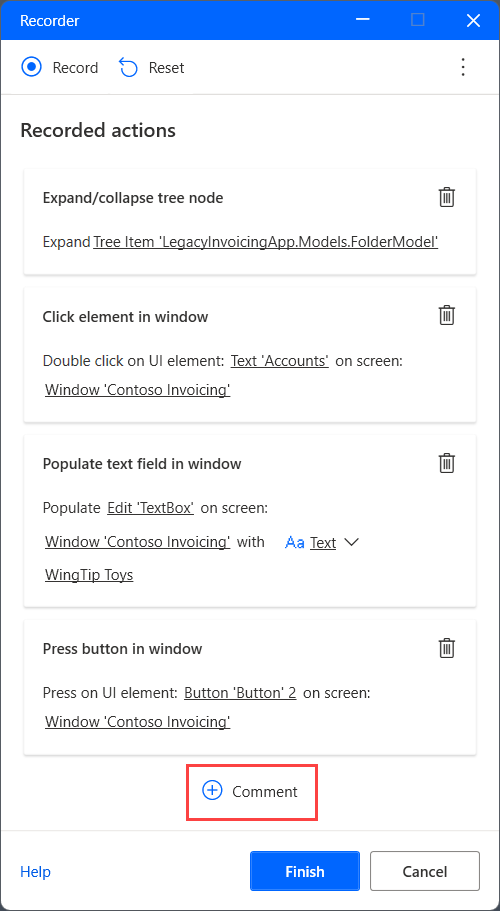 Recorder
Record Reset
Recorded actions
Expand/collapse tree node
Expand Tree Item 'LegacyInvoicingApp.Models.FolderModel'
Click element in window
Double click on UI element: Text 'Accounts' on screen:
Window 'Contoso Invoicing'
Populate text field in window
Populate Edit 'TextBox' on screen:
Window 'Contoso Invoicing' with Aa Text
WingTip Toys
Press button in window
Press on UI element: Button 'Button' 2 on screen:
Window 'Contoso Invoicing'
Comment
Help Finish Cancel